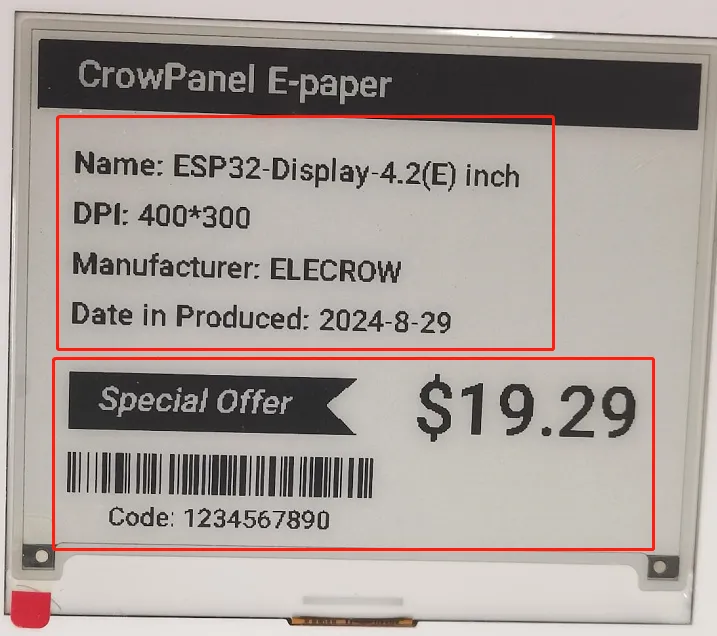 CrowPanel E-paper
Name: ESP32-Display-4.2(E) inch
DPI: 400*300
Manufacturer: ELECROW
Date in Produced: 2024-8-29
Special Offer
$19.29
Code: 1234567890